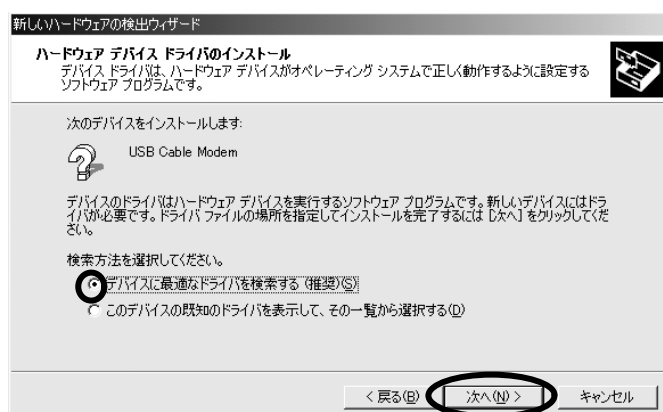 新しいハードウェアの検出ウィザード
ハードウェア デバイス ドライバのインストール
デバイス ドライバは、ハードウェア デバイスがオペレーティング システムで正しく動作するように設定する
ソフトウェア プログラムです。
次のデバイスをインストールします:
USB Cable Modem
デバイスのドライバはハードウェア デバイスを実行するソフトウェア プログラムです。新しいデバイスにはドラ
イバが必要です。ドライバ ファイルの場所を指定してインストールを完了するには [次へ] をクリックしてくだ
さい。
検索方法を選択してください。
デバイスに最適なドライバを検索する (推奨)(S)
このデバイスの既知のドライバを表示して、その一覧から選択する(D)
< 戻る(B)
次へ(N) >
キャンセル